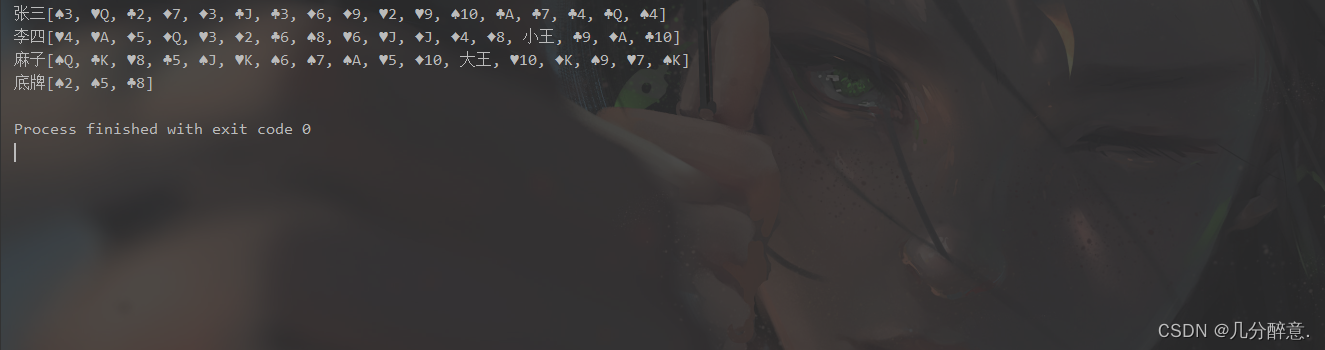 张三[♠3, ♥Q, ♣2, ♦7, ♦3, ♣J, ♣3, ♦6, ♦9, ♥2, ♥9, ♠10, ♣A, ♣7, ♣4, ♣Q, ♠4]
李四[♥4, ♥A, ♦5, ♦Q, ♥3, ♦2, ♣6, ♠8, ♥6, ♥J, ♦J, ♦4, ♦8, 小王, ♣9, ♦A, ♣10]
麻子[♠Q, ♣K, ♥8, ♣5, ♠J, ♥K, ♠6, ♠7, ♠A, ♥5, ♦10, 大王, ♥10, ♦K, ♠9, ♥7, ♠K]
底牌[♠2, ♠5, ♣8]
Process finished with exit code 0
CSDN @几分醉意.